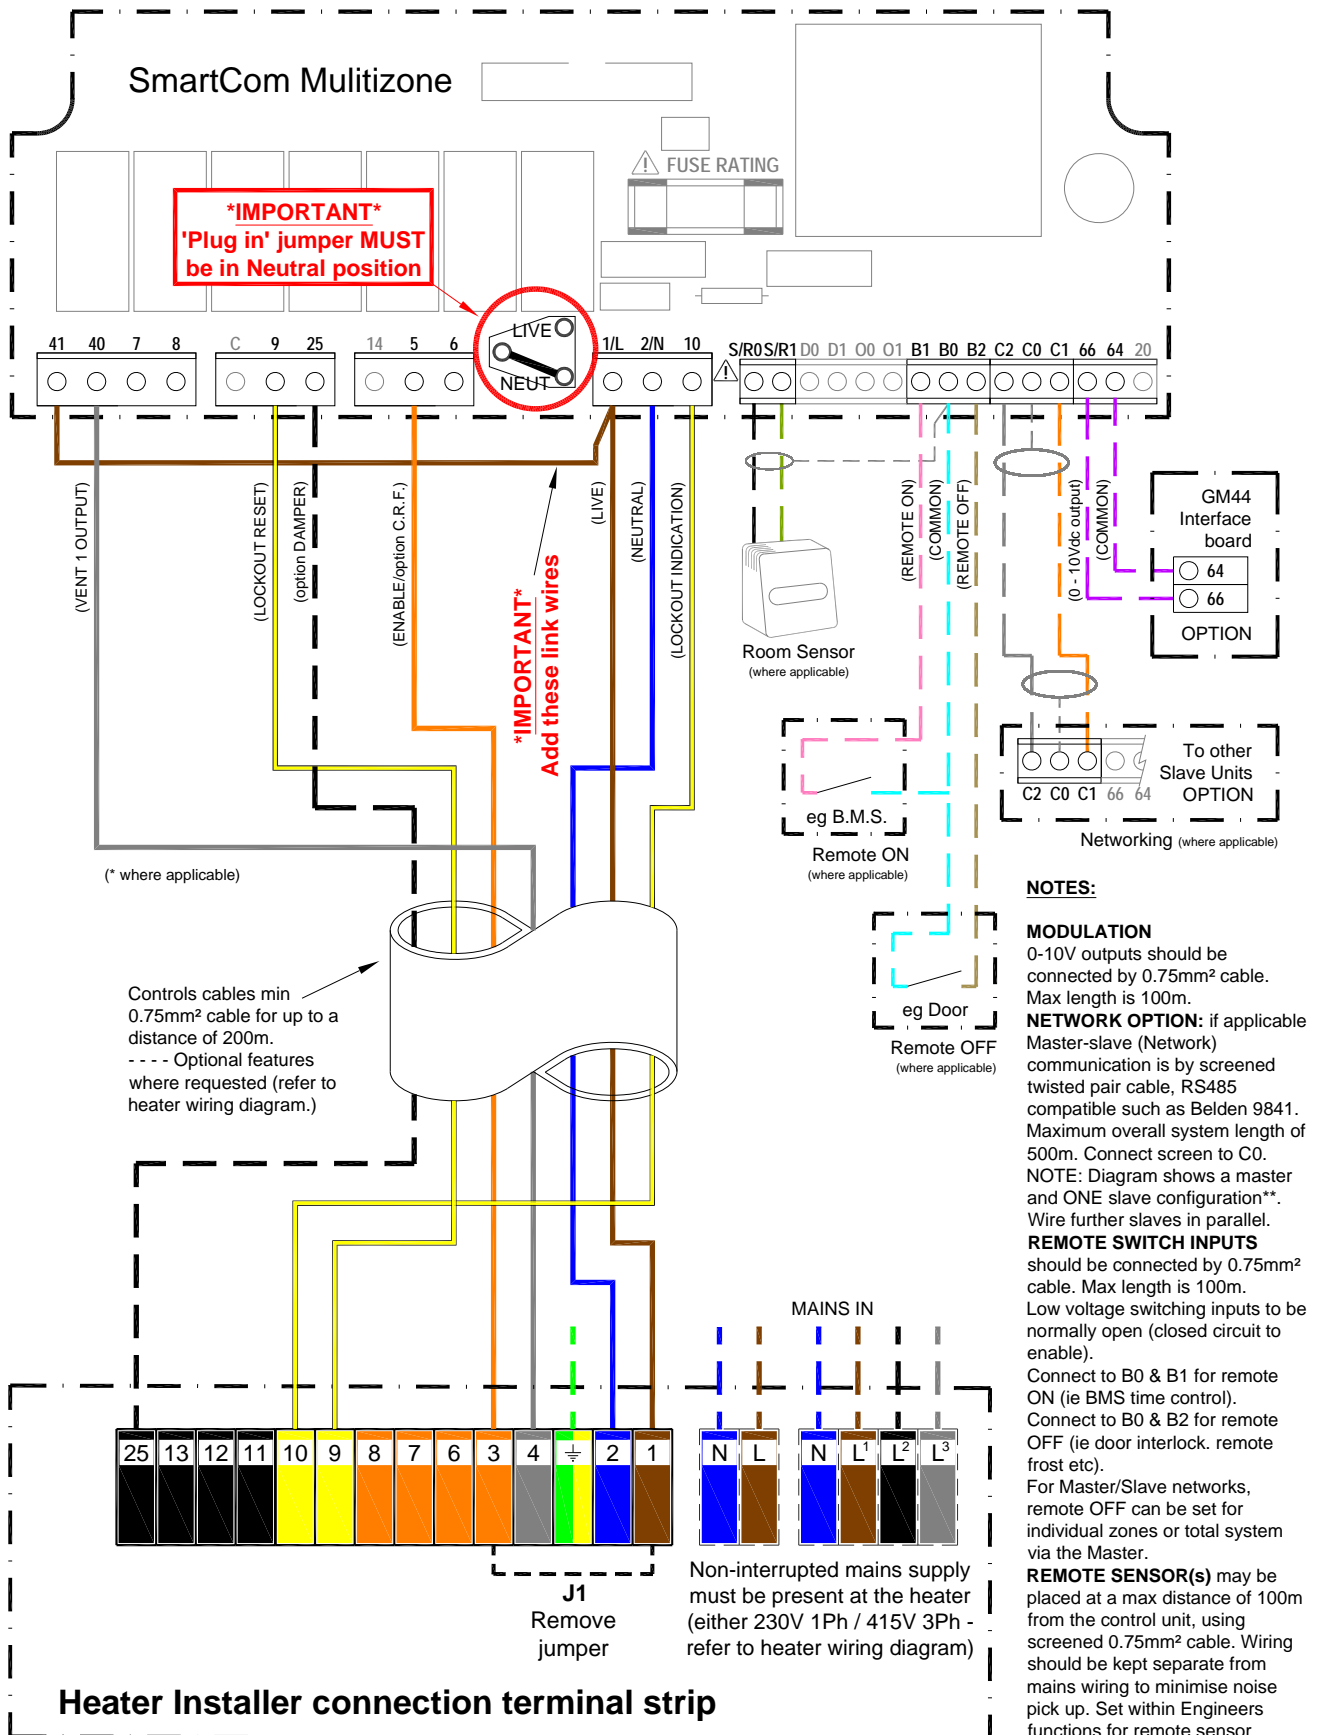 SmartCom Mulitizone
FUSE RATING
*IMPORTANT*
'Plug in' jumper MUST
be in Neutral position
LIVE
NEUT
41 40 7 8
C 9 25
14 5 6
1/L 2/N 10
S/R0 S/R1 D0 D1 O0 O1 B1 B0 B2 C2 C0 C1 66 64 20
(VENT 1 OUTPUT)
(LOCKOUT RESET)
(option DAMPER)
(ENABLE/option C.R.F.)
*IMPORTANT*
Add these link wires
(LIVE)
(NEUTRAL)
(LOCKOUT INDICATION)
(REMOTE ON)
(COMMON)
(REMOTE OFF)
(0 - 10Vdc output)
(COMMON)
GM44
Interface
board
64
66
OPTION
Room Sensor
(where applicable)
eg B.M.S.
Remote ON
(where applicable)
eg Door
Remote OFF
(where applicable)
To other
Slave Units
OPTION
C2 C0 C1 66 64
Networking (where applicable)
(* where applicable)
Controls cables min
0.75mm² cable for up to a
distance of 200m.
- - - - Optional features
where requested (refer to
heater wiring diagram.)
NOTES:
MODULATION
0-10V outputs should be
connected by 0.75mm² cable.
Max length is 100m.
NETWORK OPTION: if applicable
Master-slave (Network)
communication is by screened
twisted pair cable, RS485
compatible such as Belden 9841.
Maximum overall system length of
500m. Connect screen to C0.
NOTE: Diagram shows a master
and ONE slave configuration**.
Wire further slaves in parallel.
REMOTE SWITCH INPUTS
should be connected by 0.75mm²
cable. Max length is 100m.
Low voltage switching inputs to be
normally open (closed circuit to
enable).
Connect to B0 & B1 for remote
ON (ie BMS time control).
Connect to B0 & B2 for remote
OFF (ie door interlock. remote
frost etc).
For Master/Slave networks,
remote OFF can be set for
individual zones or total system
via the Master.
REMOTE SENSOR(s) may be
placed at a max distance of 100m
from the control unit, using
screened 0.75mm² cable. Wiring
should be kept separate from
mains wiring to minimise noise
pick up. Set within Engineers
functions for remote sensor
MAINS IN
25 13 12 11 10 9 8 7 6 3 4 2 1
N L
N L¹ L² L³
J1
Remove
jumper
Non-interrupted mains supply
must be present at the heater
(either 230V 1Ph / 415V 3Ph -
refer to heater wiring diagram)
Heater Installer connection terminal strip